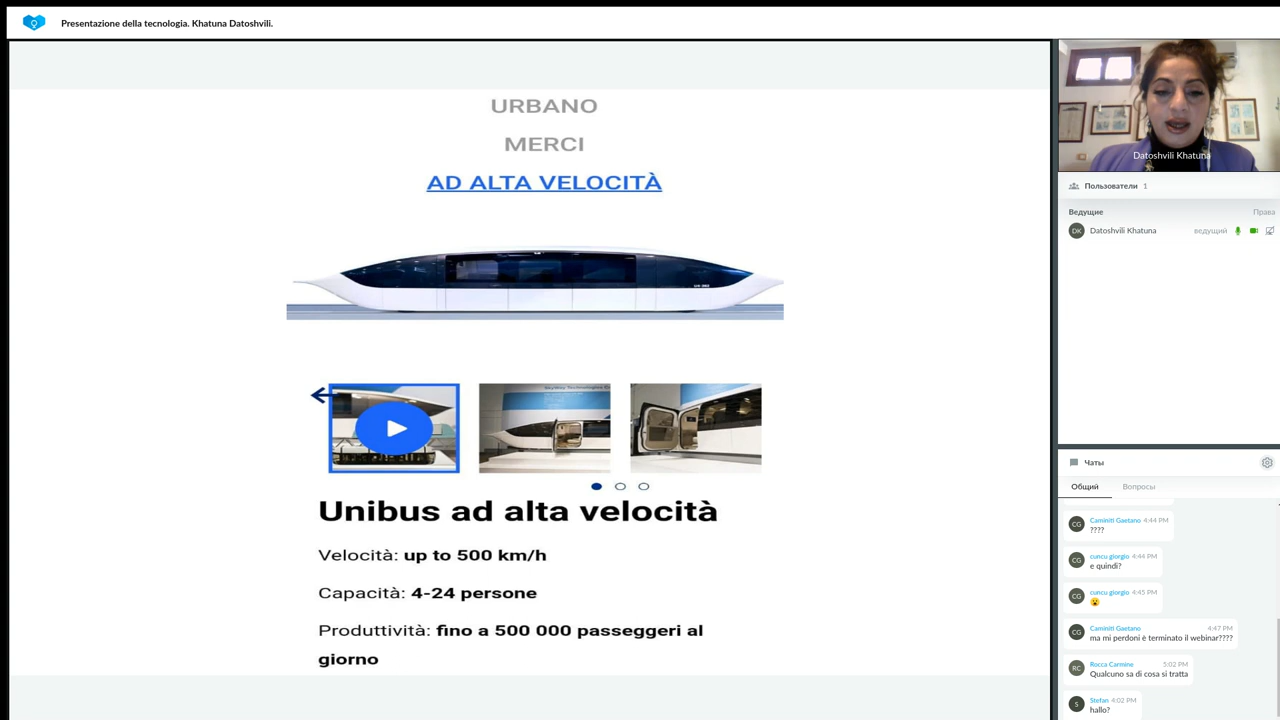 Presentazione della tecnologia. Khatuna Datoshvili.
URBANO
MERCI
AD ALTA VELOCITÀ
Unibus ad alta velocità
Velocità: up to 500 km/h
Capacità: 4-24 persone
Produttività: fino a 500 000 passeggeri al
giorno
Datoshvili Khatuna
Пользователи 1
Ведущие Права
DK Datoshvili Khatuna ведущий
Чаты
Общий Вопросы
CG Caminiti Gaetano 4:44 PM
????
CG cuncu giorgio 4:44 PM
e quindi?
CG cuncu giorgio 4:45 PM
😮
CG Caminiti Gaetano 4:47 PM
ma mi perdoni è terminato il webinar????
RC Rocca Carmine 5:02 PM
Qualcuno sa di cosa si tratta
S Stefan 4:02 PM
hallo?